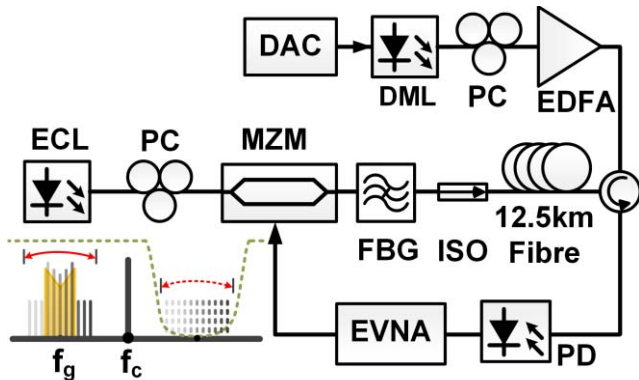 DAC
DML
PC
EDFA
ECL
PC
MZM
FBG
ISO
12.5km
Fibre
EVNA
PD
fg
fc